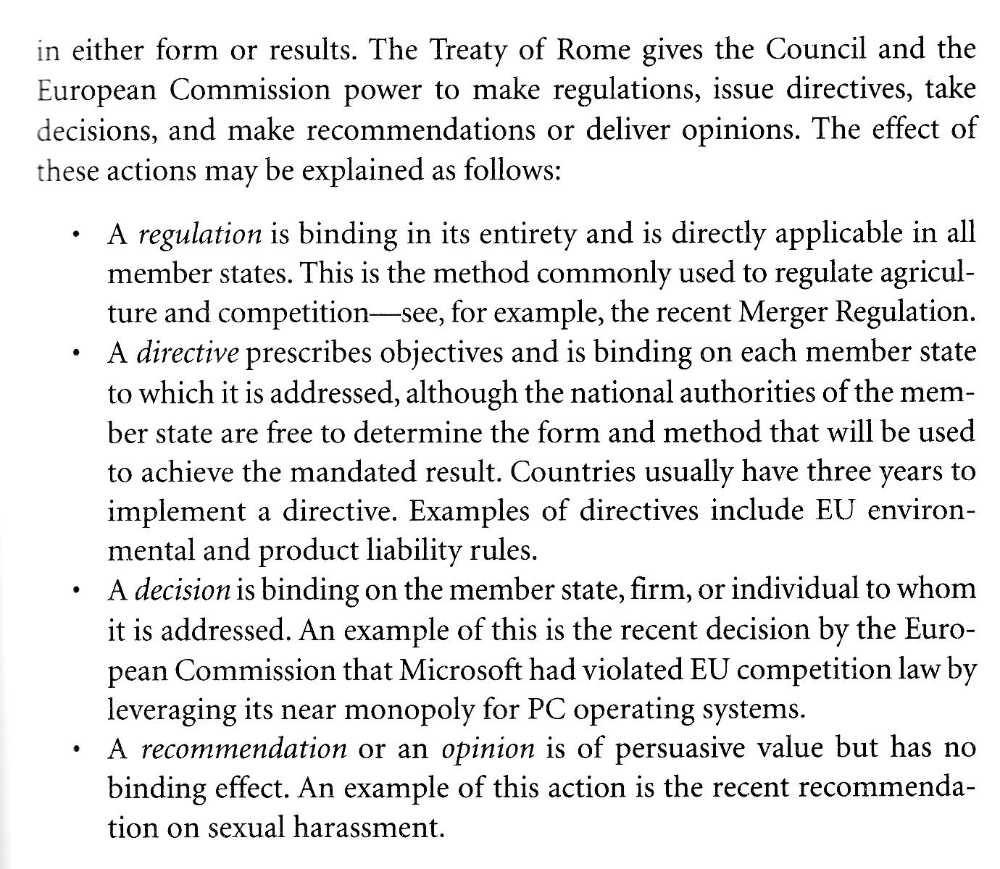 in either form or results. The Treaty of Rome gives the Council and the
European Commission power to make regulations, issue directives, take
decisions, and make recommendations or deliver opinions. The effect of
these actions may be explained as follows:
• A regulation is binding in its entirety and is directly applicable in all
member states. This is the method commonly used to regulate agricul-
ture and competition—see, for example, the recent Merger Regulation.
• A directive prescribes objectives and is binding on each member state
to which it is addressed, although the national authorities of the mem-
ber state are free to determine the form and method that will be used
to achieve the mandated result. Countries usually have three years to
implement a directive. Examples of directives include EU environ-
mental and product liability rules.
• A decision is binding on the member state, firm, or individual to whom
it is addressed. An example of this is the recent decision by the Euro-
pean Commission that Microsoft had violated EU competition law by
leveraging its near monopoly for PC operating systems.
• A recommendation or an opinion is of persuasive value but has no
binding effect. An example of this action is the recent recommenda-
tion on sexual harassment.